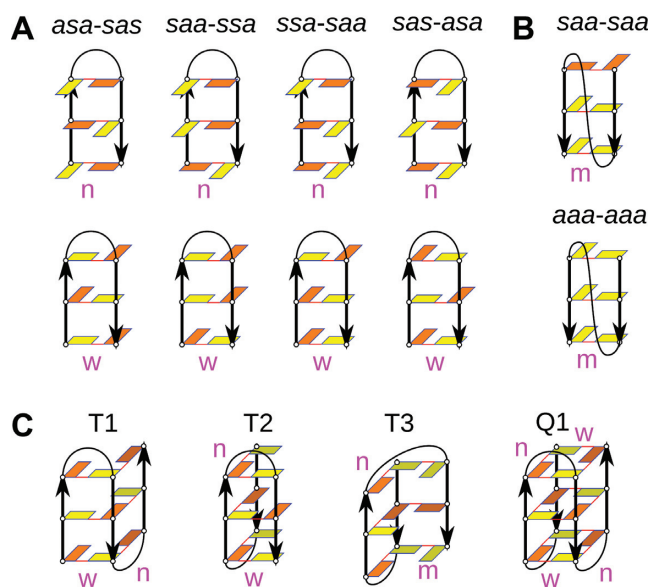 A asa-sas saa-ssa ssa-saa sas-asa B saa-saa
n n n n m
aaa-aaa
w w w w m
C T1 T2 T3 Q1
n n n w
w n m w n